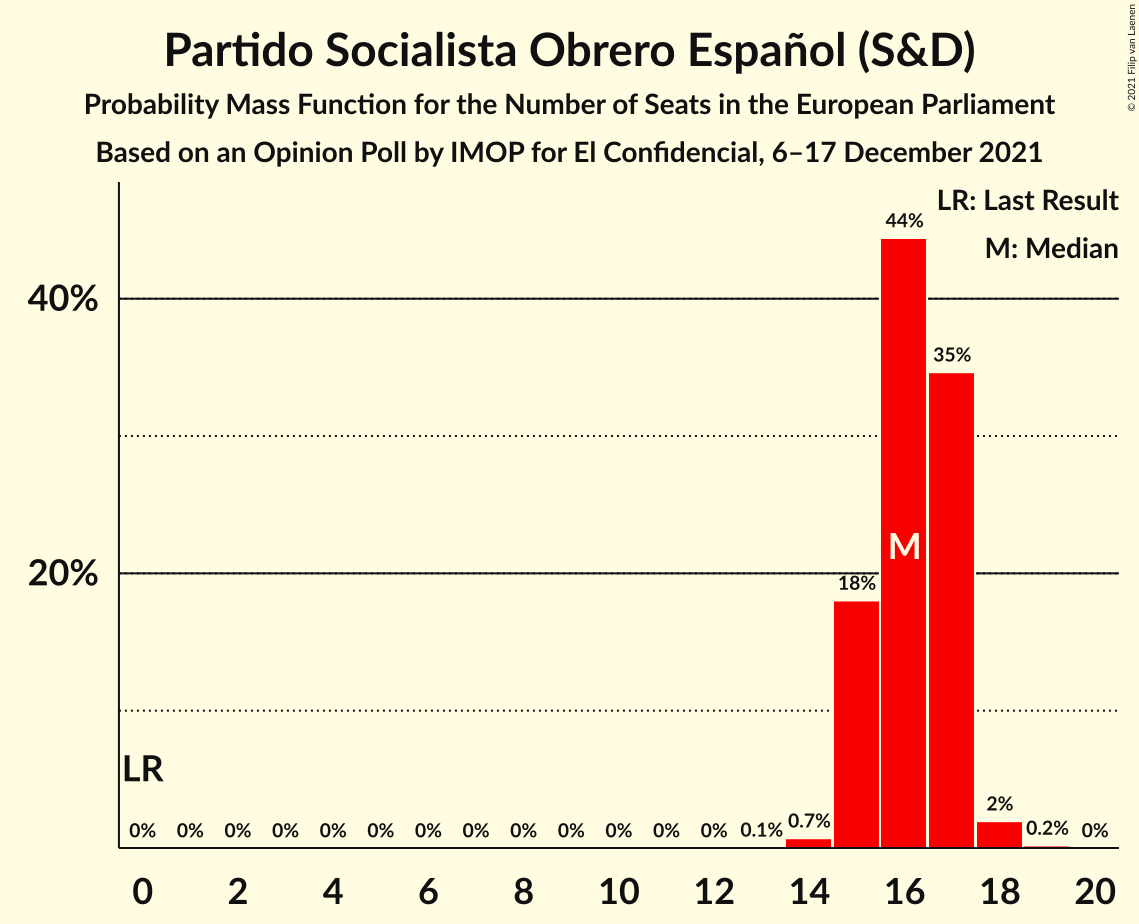 Partido Socialista Obrero Español (S&D)
Probability Mass Function for the Number of Seats in the European Parliament
Based on an Opinion Poll by IMOP for El Confidencial, 6–17 December 2021
© 2021 Filip van Laenen
LR: Last Result
M: Median
44%
40%
35%
M
20%
18%
LR
0% 0% 0% 0% 0% 0% 0% 0% 0% 0% 0% 0% 0% 0.1% 0.7% 2% 0.2% 0%
0 2 4 6 8 10 12 14 16 18 20